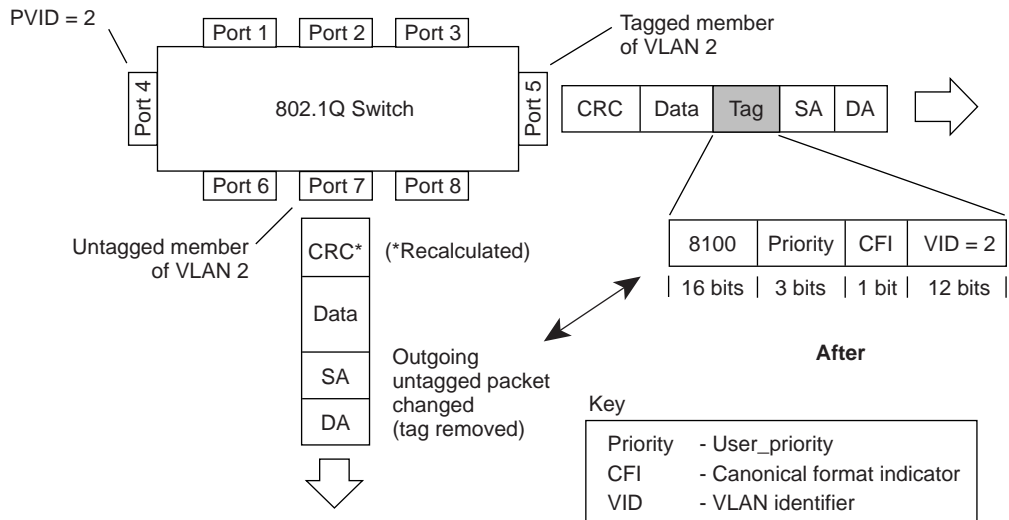 PVID = 2
Port 1
Port 2
Port 3
Tagged member
of VLAN 2
Port 4
802.1Q Switch
Port 5
CRC
Data
Tag
SA
DA
Port 6
Port 7
Port 8
Untagged member
of VLAN 2
CRC*
(*Recalculated)
Data
SA
DA
Outgoing
untagged packet
changed
(tag removed)
8100
Priority
CFI
VID = 2
16 bits
3 bits
1 bit
12 bits
After
Key
Priority - User_priority
CFI - Canonical format indicator
VID - VLAN identifier